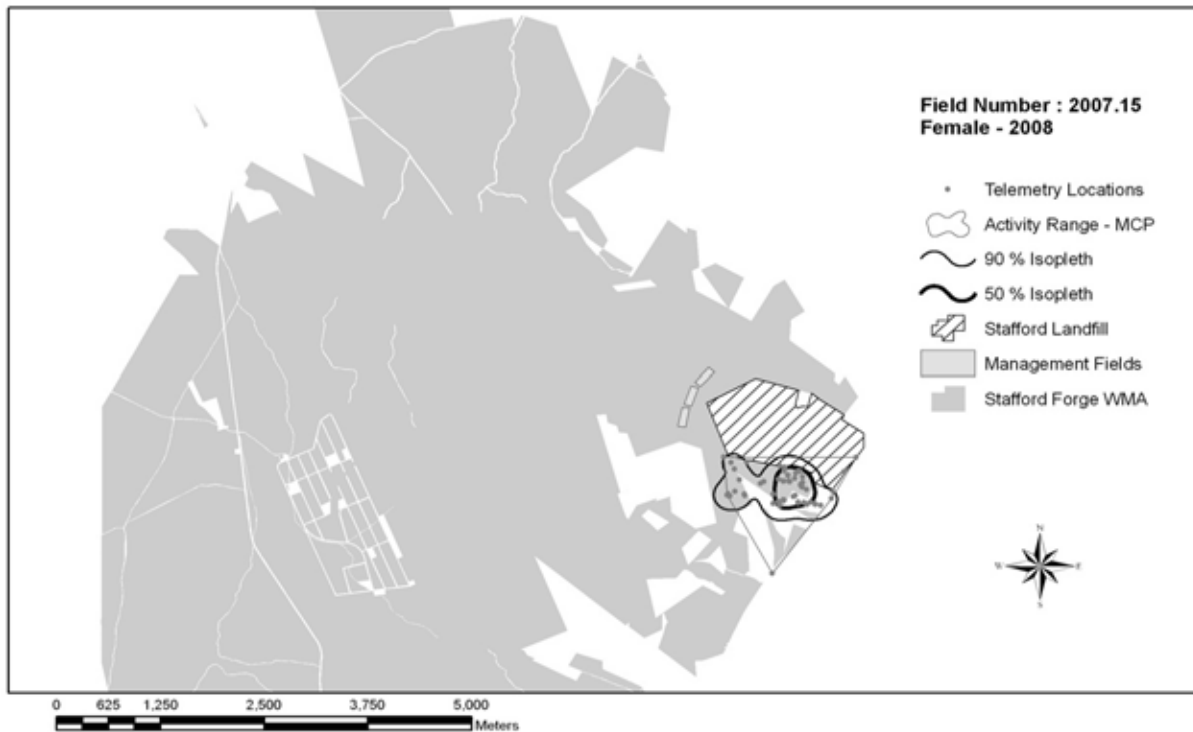 Field Number : 2007.15
Female - 2008
Telemetry Locations
Activity Range - MCP
90 % Isopleth
50 % Isopleth
Stafford Landfill
Management Fields
Stafford Forge WMA
N
W
E
S
0 625 1,250 2,500 3,750 5,000
Meters